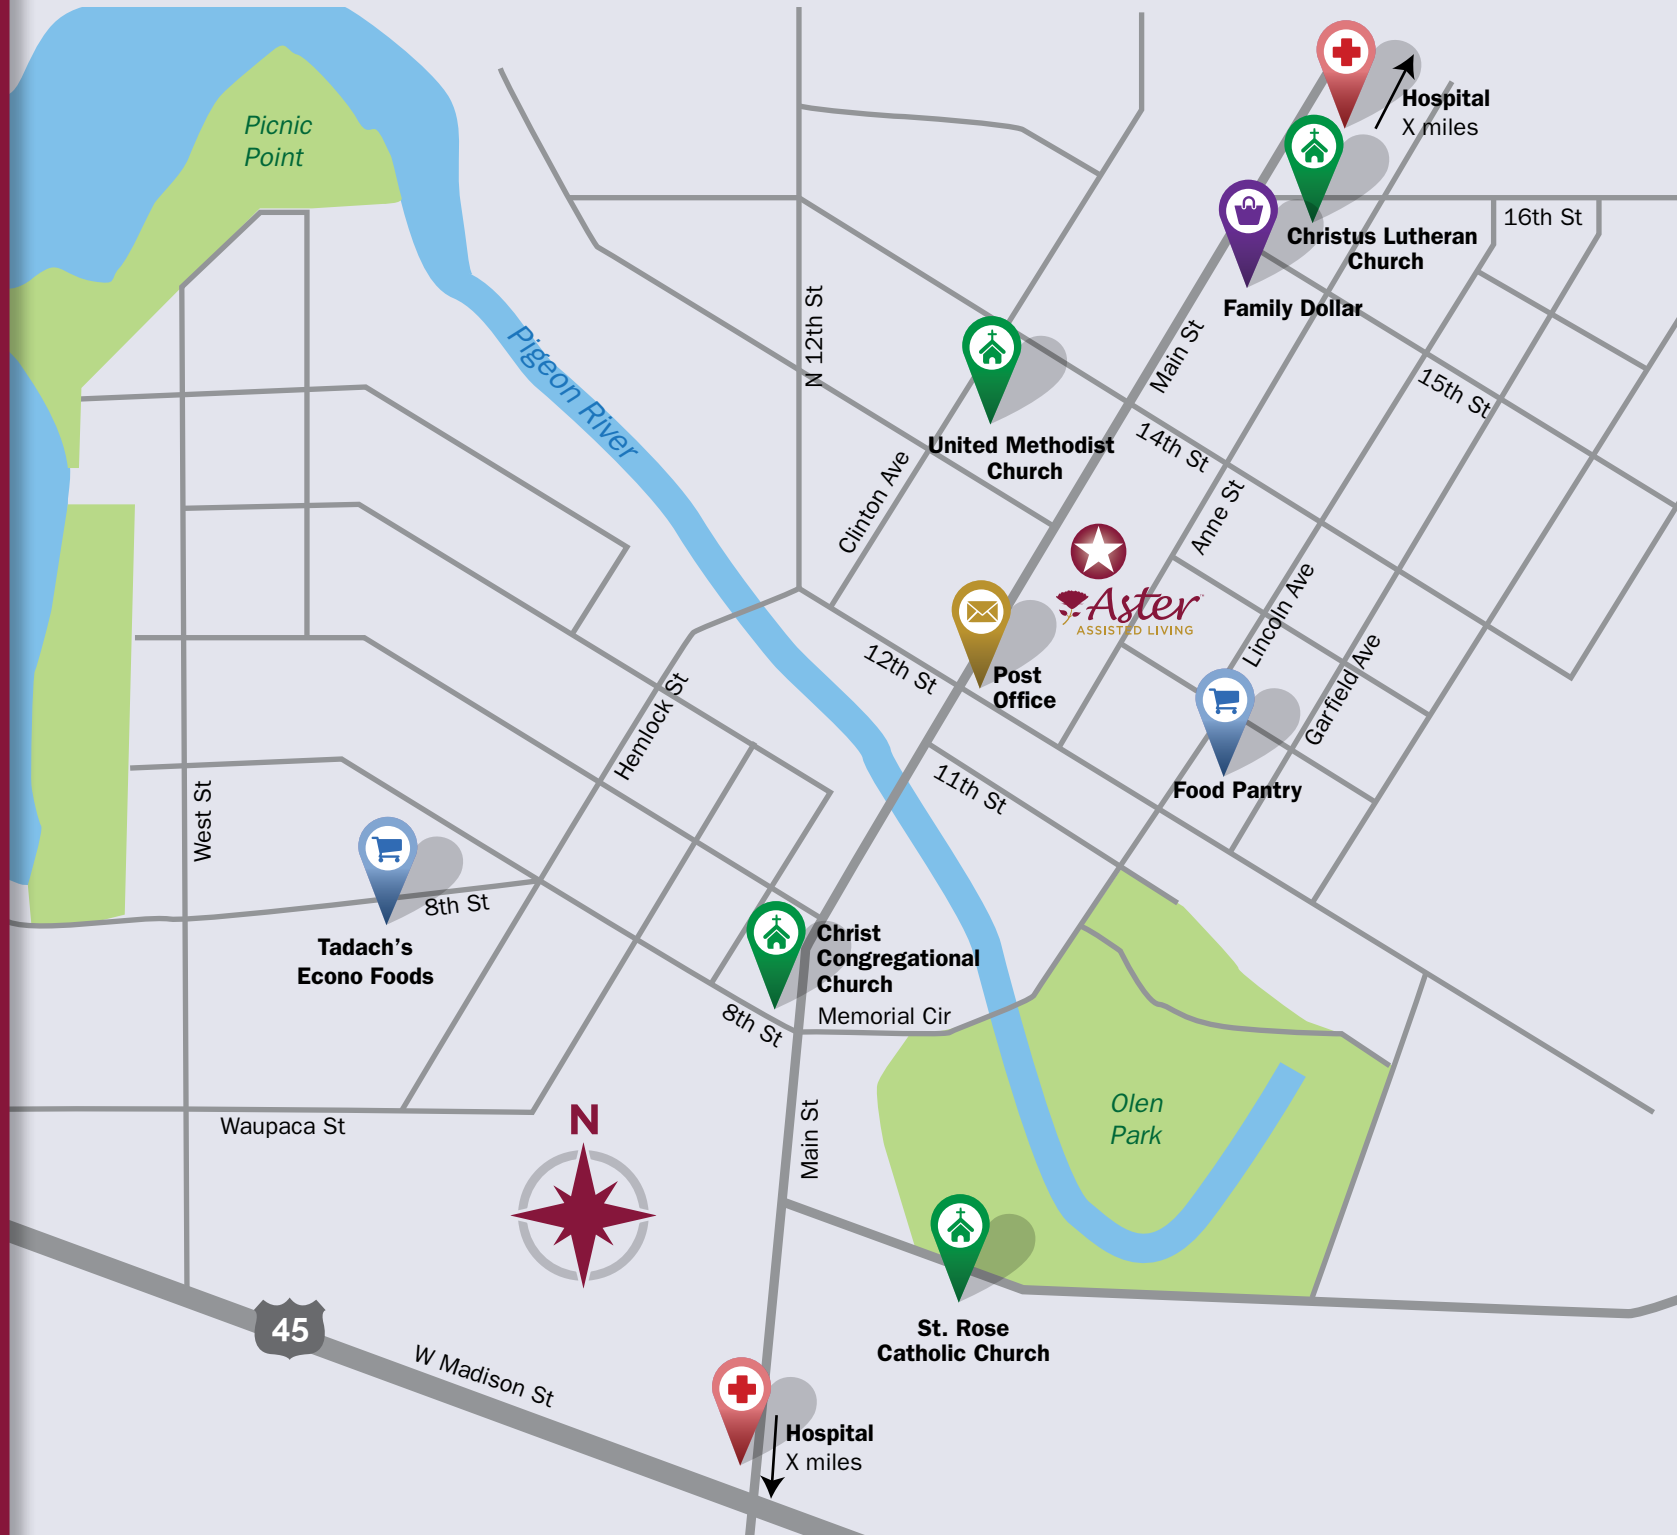 Picnic
Point
Hospital
X miles
16th St
Christus Lutheran
Church
Family Dollar
N 12th St
Pigeon River
Main St
15th St
United Methodist
Church
14th St
Clinton Ave
Anne St
Aster
ASSISTED LIVING
Lincoln Ave
12th St
Post
Office
Garfield Ave
Hemlock St
11th St
Food Pantry
West St
8th St
Tadach’s
Econo Foods
Christ
Congregational
Church
8th St
Memorial Cir
Olen
Park
N
Waupaca St
Main St
45
St. Rose
Catholic Church
W Madison St
Hospital
X miles